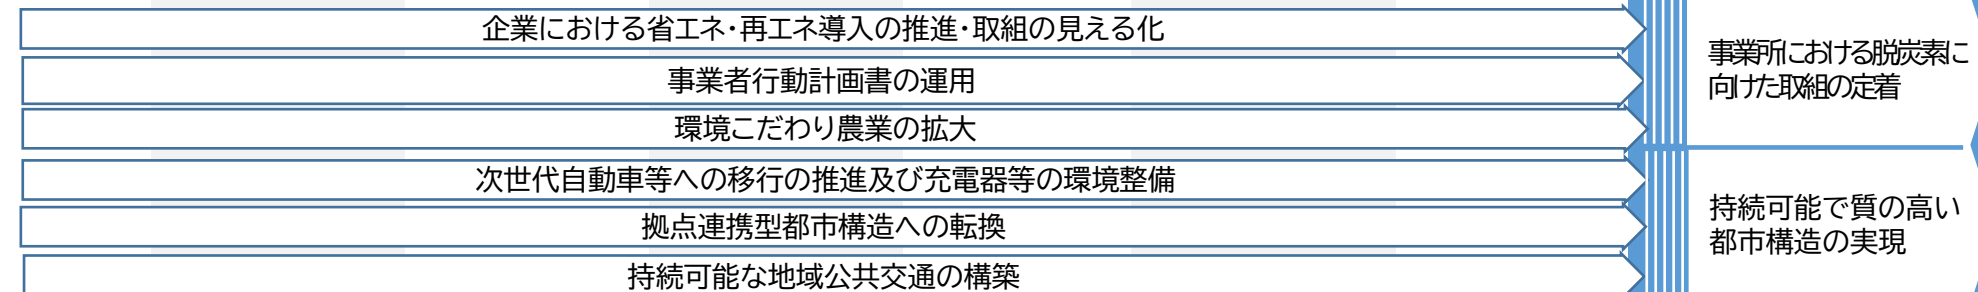 企業における省エネ・再エネ導入の推進・取組の見える化
事業者行動計画書の運用
環境こだわり農業の拡大
事業所における脱炭素に
向けた取組の定着
次世代自動車等への移行の推進及び充電器等の環境整備
拠点連携型都市構造への転換
持続可能な地域公共交通の構築
持続可能で質の高い
都市構造の実現